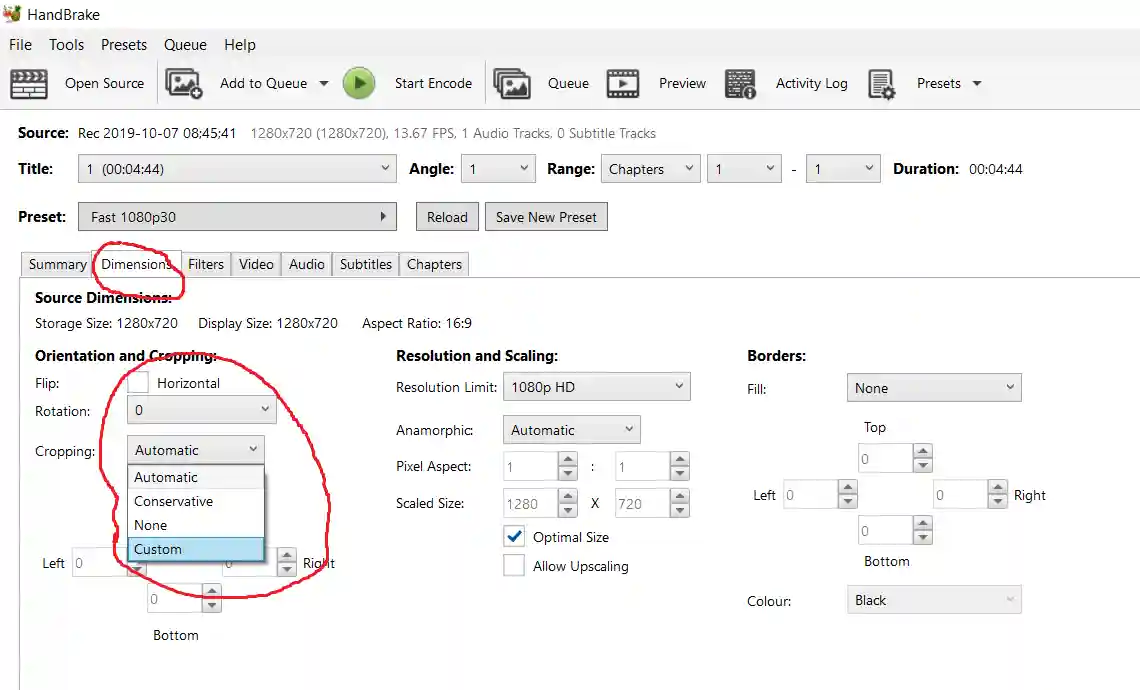 HandBrake
File Tools Presets Queue Help
Open Source Add to Queue Start Encode Queue Preview Activity Log Presets
Source: Rec 2019-10-07 08:45:41 1280x720 (1280x720), 13.67 FPS, 1 Audio Tracks, 0 Subtitle Tracks
Title: 1 (00:04:44) Angle: 1 Range: Chapters 1 - 1 Duration: 00:04:44
Preset: Fast 1080p30 Reload Save New Preset
Summary Dimensions Filters Video Audio Subtitles Chapters
Source Dimensions:
Storage Size: 1280x720 Display Size: 1280x720 Aspect Ratio: 16:9
Orientation and Cropping: Resolution and Scaling: Borders:
Flip: Horizontal Resolution Limit: 1080p HD Fill: None
Rotation: 0
Top
Cropping: Automatic Anamorphic: Automatic
0
Automatic Pixel Aspect: 1 : 1
Conservative Scaled Size: 1280 X 720 Left 0 0 Right
None
Optimal Size 0
Custom
Left 0 0 Right Allow Upscaling Bottom
0 Colour: Black
Bottom